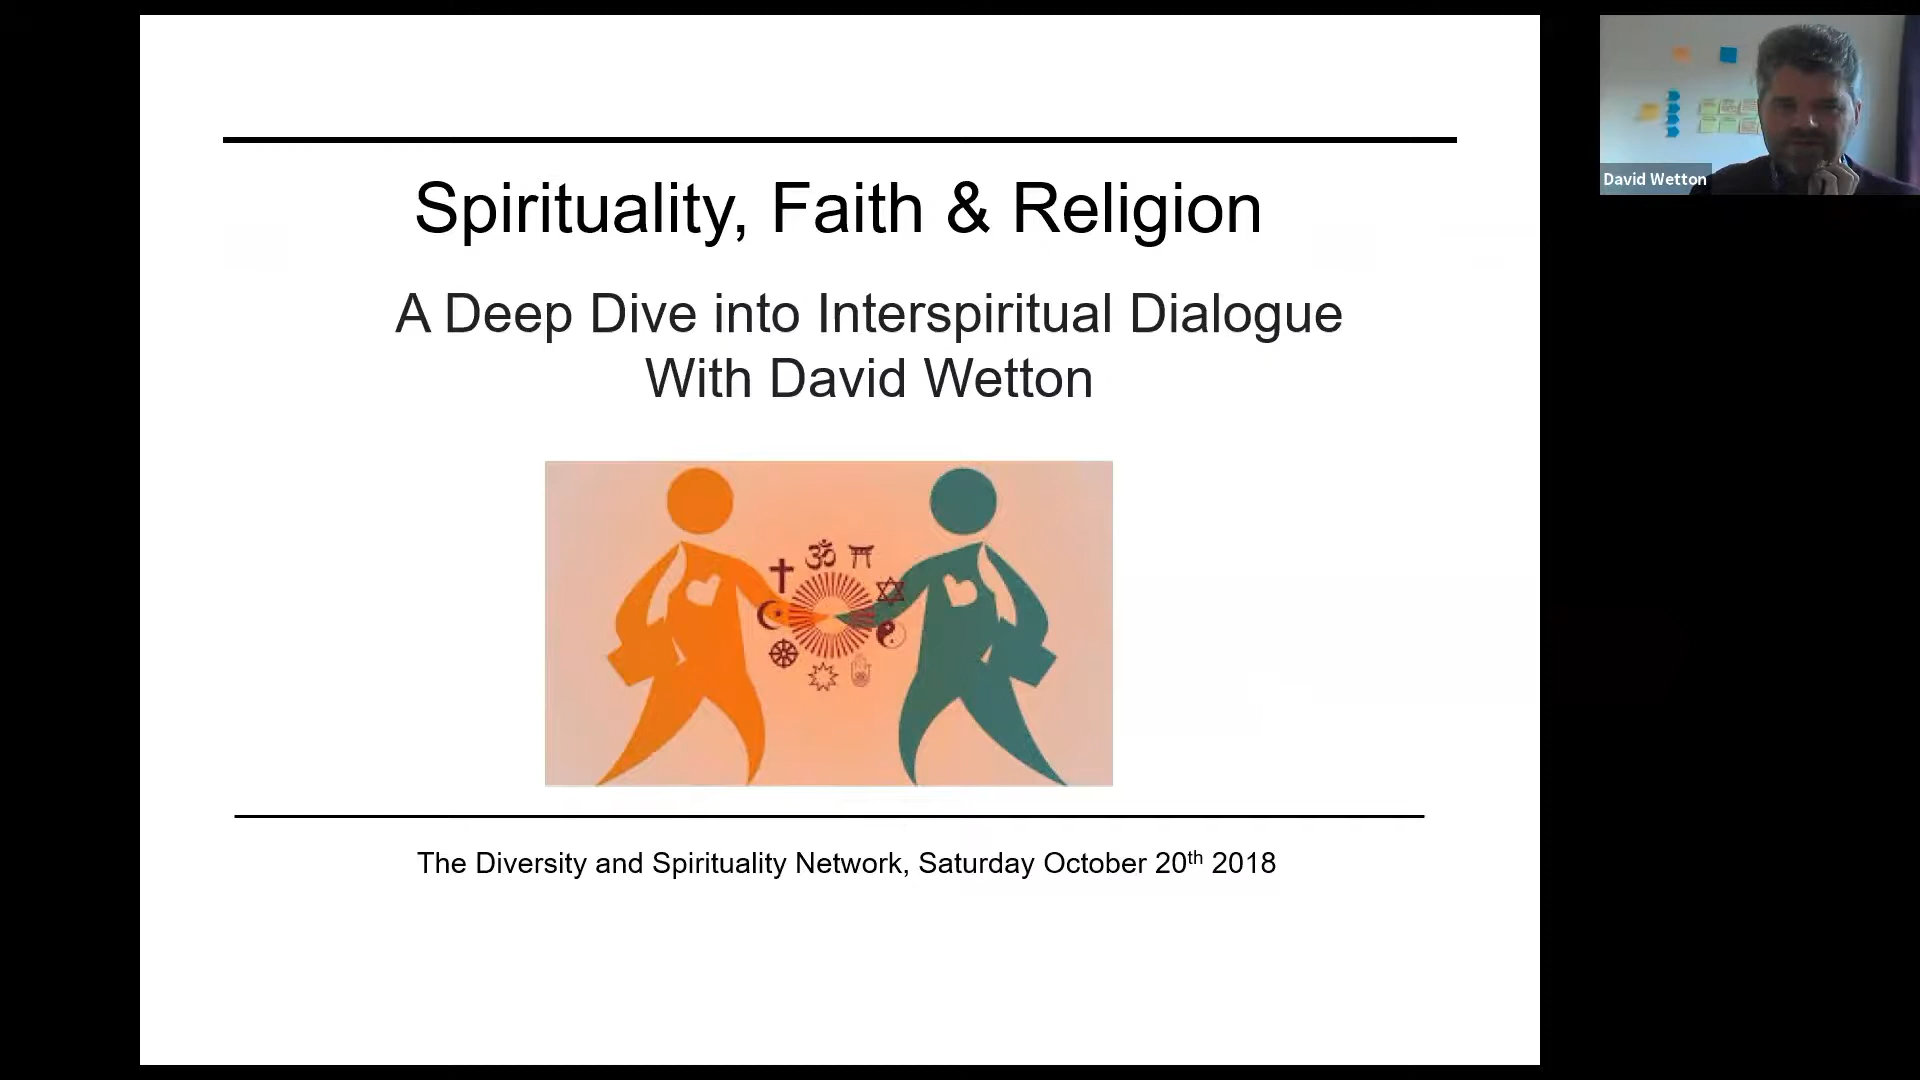 Spirituality, Faith & Religion
A Deep Dive into Interspiritual Dialogue
With David Wetton
The Diversity and Spirituality Network, Saturday October 20th 2018
David Wetton